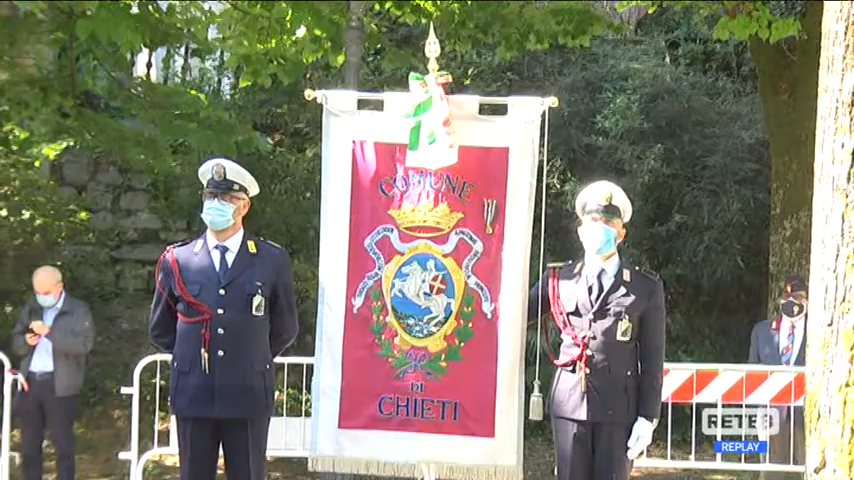 COMUNE
DI
CHIETI
RETE8
REPLAY